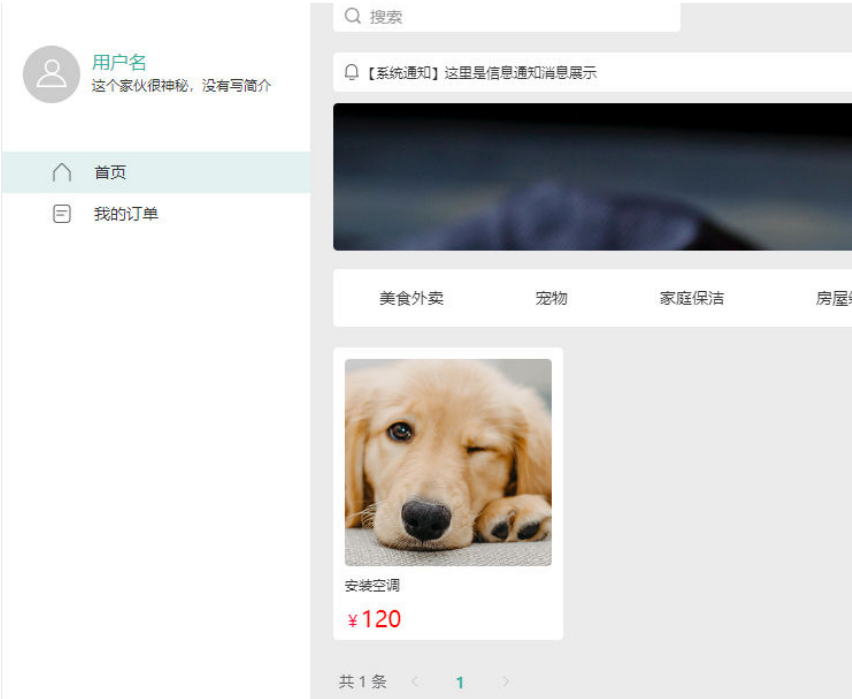 搜索
用户名
这个家伙很神秘，没有写简介
【系统通知】这里是信息通知消息展示
首页
我的订单
美食外卖 宠物 家庭保洁 房屋
安装空调
¥120
共1条 < 1 >